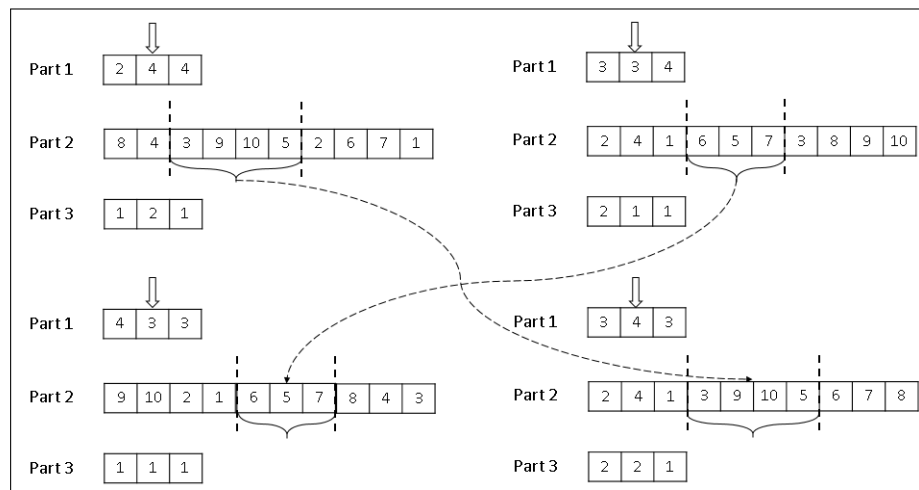 Part 1 2 4 4
Part 2 8 4 3 9 10 5 2 6 7 1
Part 3 1 2 1
Part 1 3 3 4
Part 2 2 4 1 6 5 7 3 8 9 10
Part 3 2 1 1
Part 1 4 3 3
Part 2 9 10 2 1 6 5 7 8 4 3
Part 3 1 1 1
Part 1 3 4 3
Part 2 2 4 1 3 9 10 5 6 7 8
Part 3 2 2 1